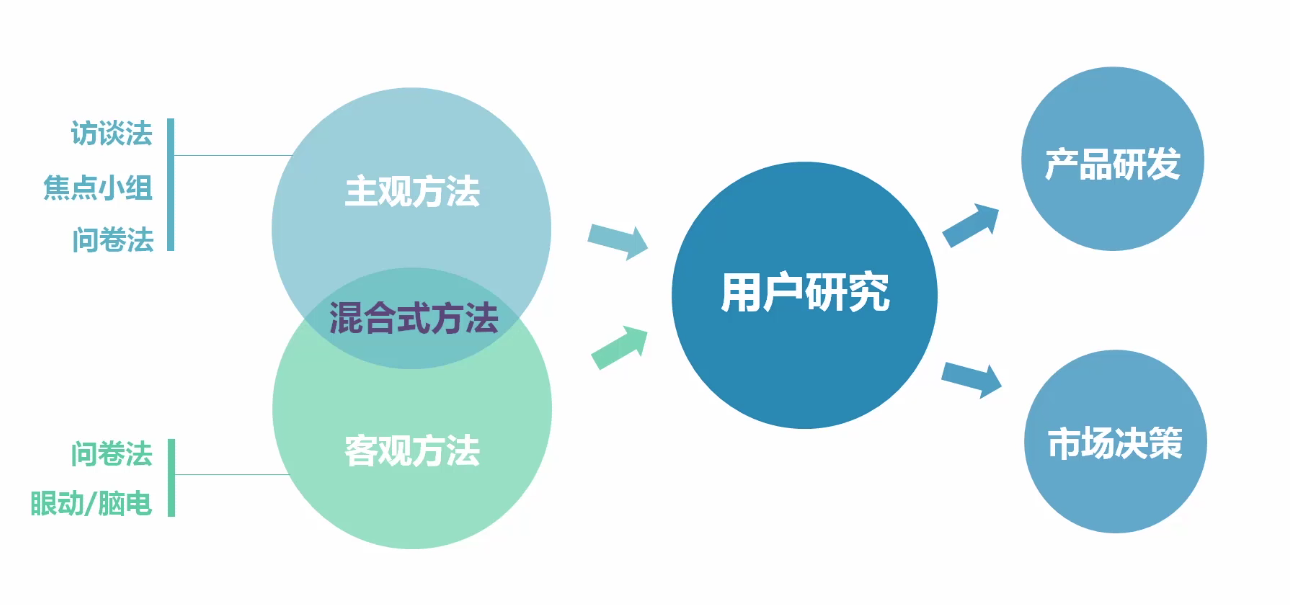 访谈法
焦点小组
问卷法
主观方法
混合式方法
客观方法
问卷法
眼动/脑电
用户研究
产品研发
市场决策